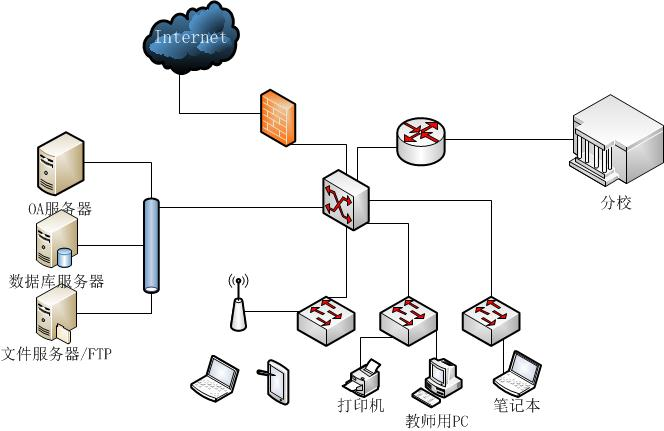 Internet
OA服务器
分校
数据库服务器
文件服务器/FTP
打印机
教师用PC
笔记本